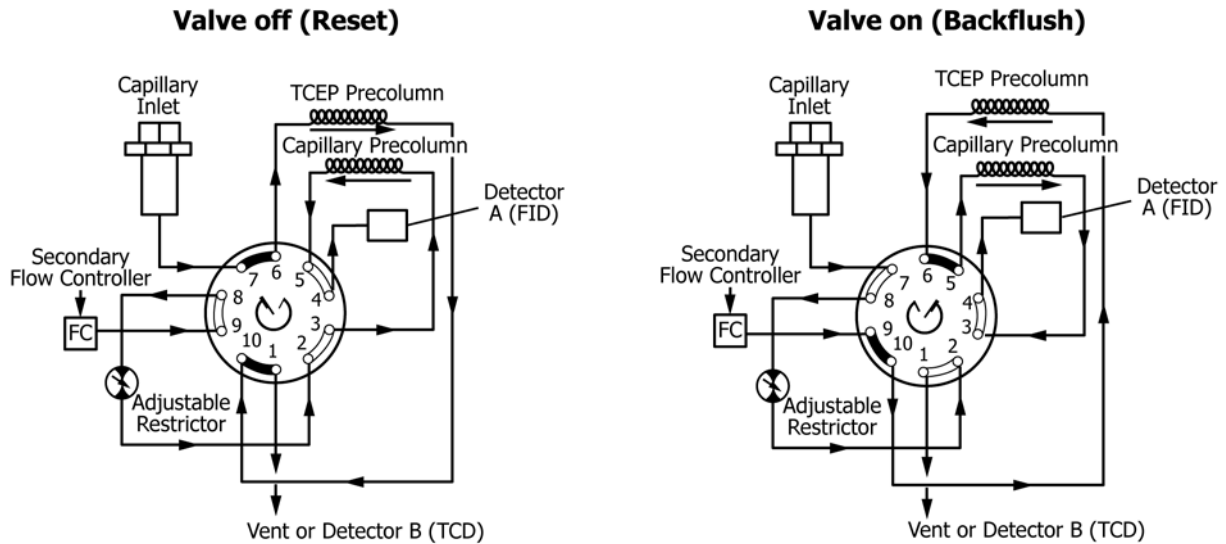 Valve off (Reset)
Capillary
Inlet
TCEP Precolumn
Capillary Precolumn
Detector
A (FID)
Secondary
Flow Controller
FC
7
6
5
8
4
9
3
10
1
2
Adjustable
Restrictor
Vent or Detector B (TCD)
Valve on (Backflush)
Capillary
Inlet
TCEP Precolumn
Capillary Precolumn
Detector
A (FID)
Secondary
Flow Controller
FC
7
6
5
8
4
9
3
10
1
2
Adjustable
Restrictor
Vent or Detector B (TCD)